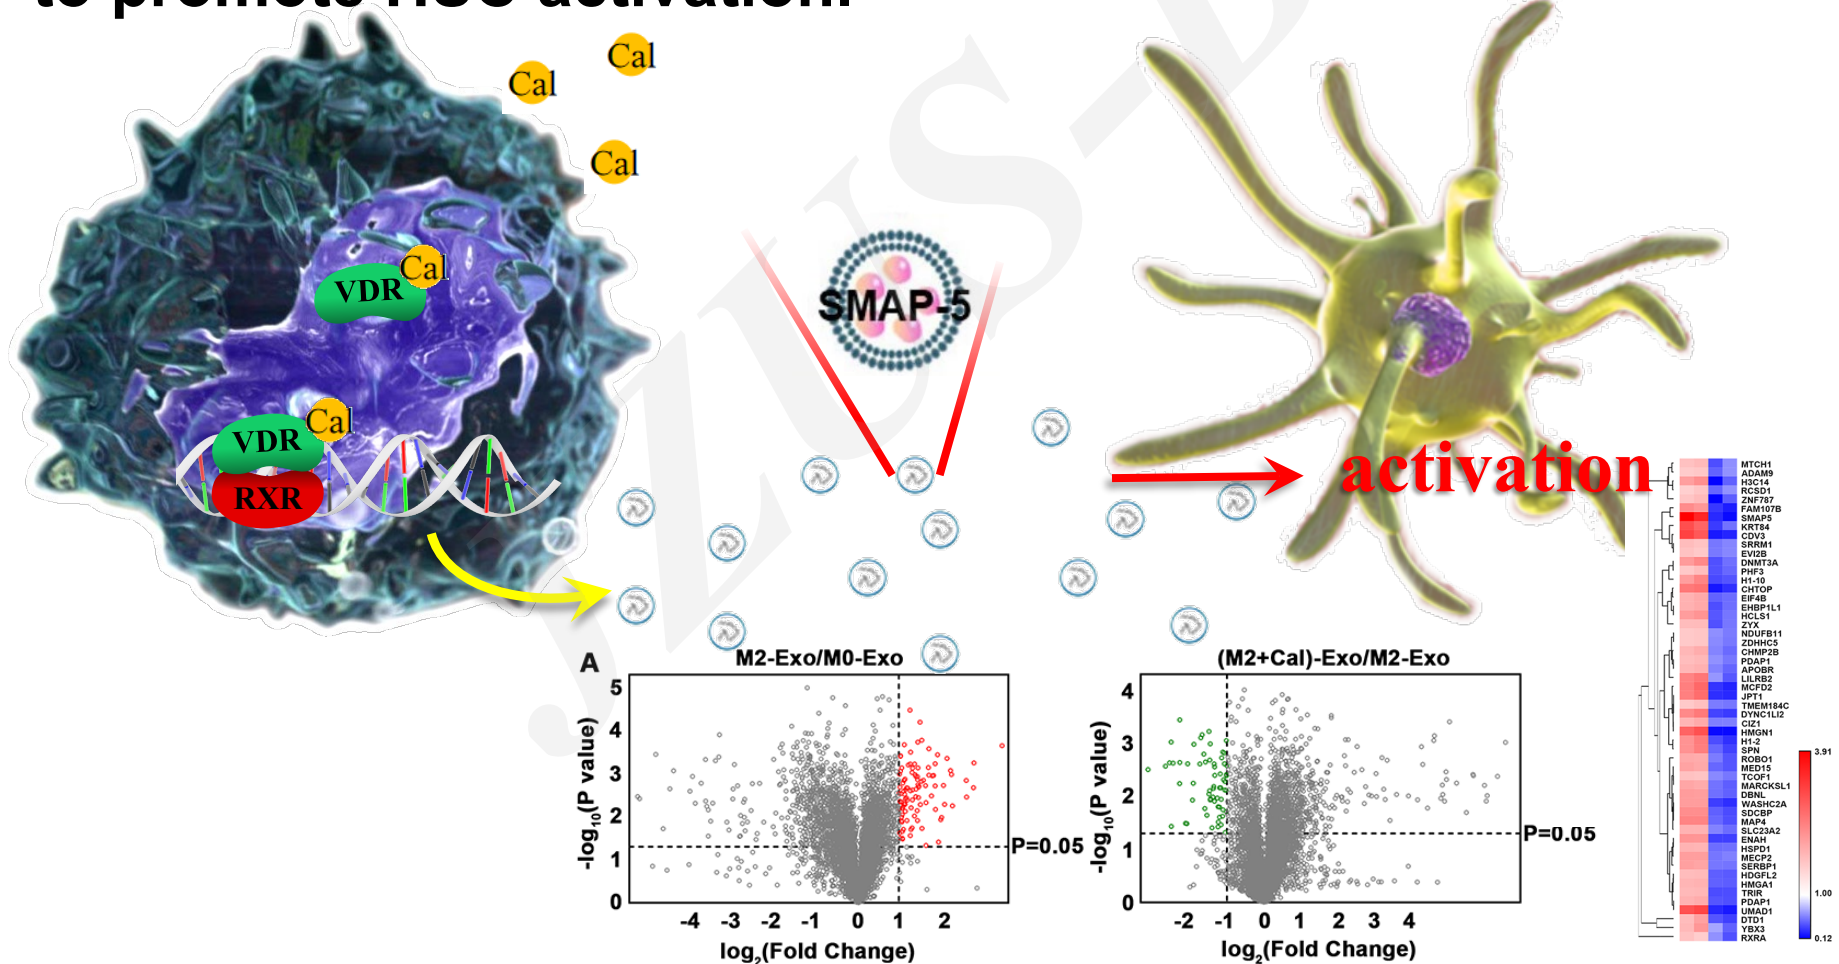 to promote HSC activation.
Cal
Cal
Cal
VDR
Cal
VDR
Cal
RXR
SMAP-5
activation
JZUS-B
A
M2-Exo/M0-Exo
-log10(P value)
5
4
3
2
1
0
-4 -3 -2 -1 0 1 2
log2(Fold Change)
P=0.05
(M2+Cal)-Exo/M2-Exo
-log10(P value)
4
3
2
1
0
-2 -1 0 1 2 3 4
log2(Fold Change)
P=0.05
MTCH1
ADAM9
H3C14
RCSD1
ZNF787
FAM107B
SMAP5
KRT84
CDV3
SRRM1
EVI2B
DNMT3A
PHF3
H1-10
CHTOP
EIF4B
EHBP1L1
HCLS1
ZYX
NDUFB11
ZDHHC5
CHMP2B
PDAP1
APOBR
LILRB2
MCFD2
JPT1
TMEM184C
DYNC1LI2
CIZ1
HMGN1
H1-2
SPN
ROBO1
MED15
TCOF1
MARCKSL1
DBNL
WASHC2A
SDCBP
MAP4
SLC23A2
ENAH
HSPD1
MECP2
SERBP1
HDGFL2
HMGA1
TRIR
PDAP1
UMAD1
DTD1
YBX3
RXRA
3.91
1.00
0.12